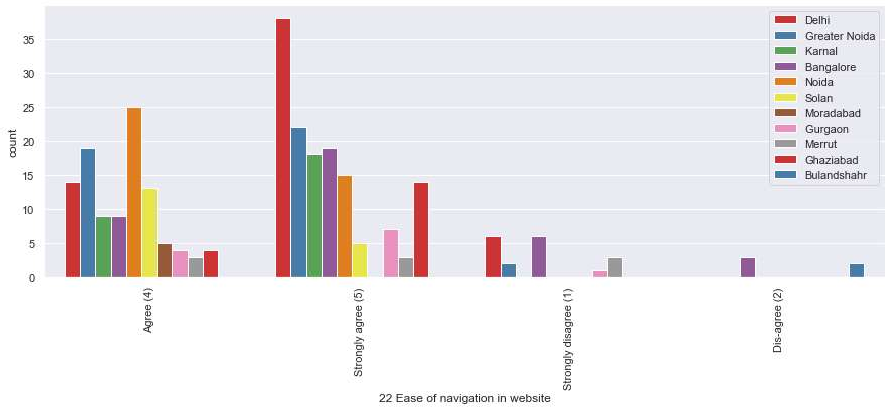 count
35
30
25
20
15
10
5
0
Delhi
Greater Noida
Karnal
Bangalore
Noida
Solan
Moradabad
Gurgaon
Merrut
Ghaziabad
Bulandshahr
Agree (4)
Strongly agree (5)
Strongly disagree (1)
Dis-agree (2)
22 Ease of navigation in website